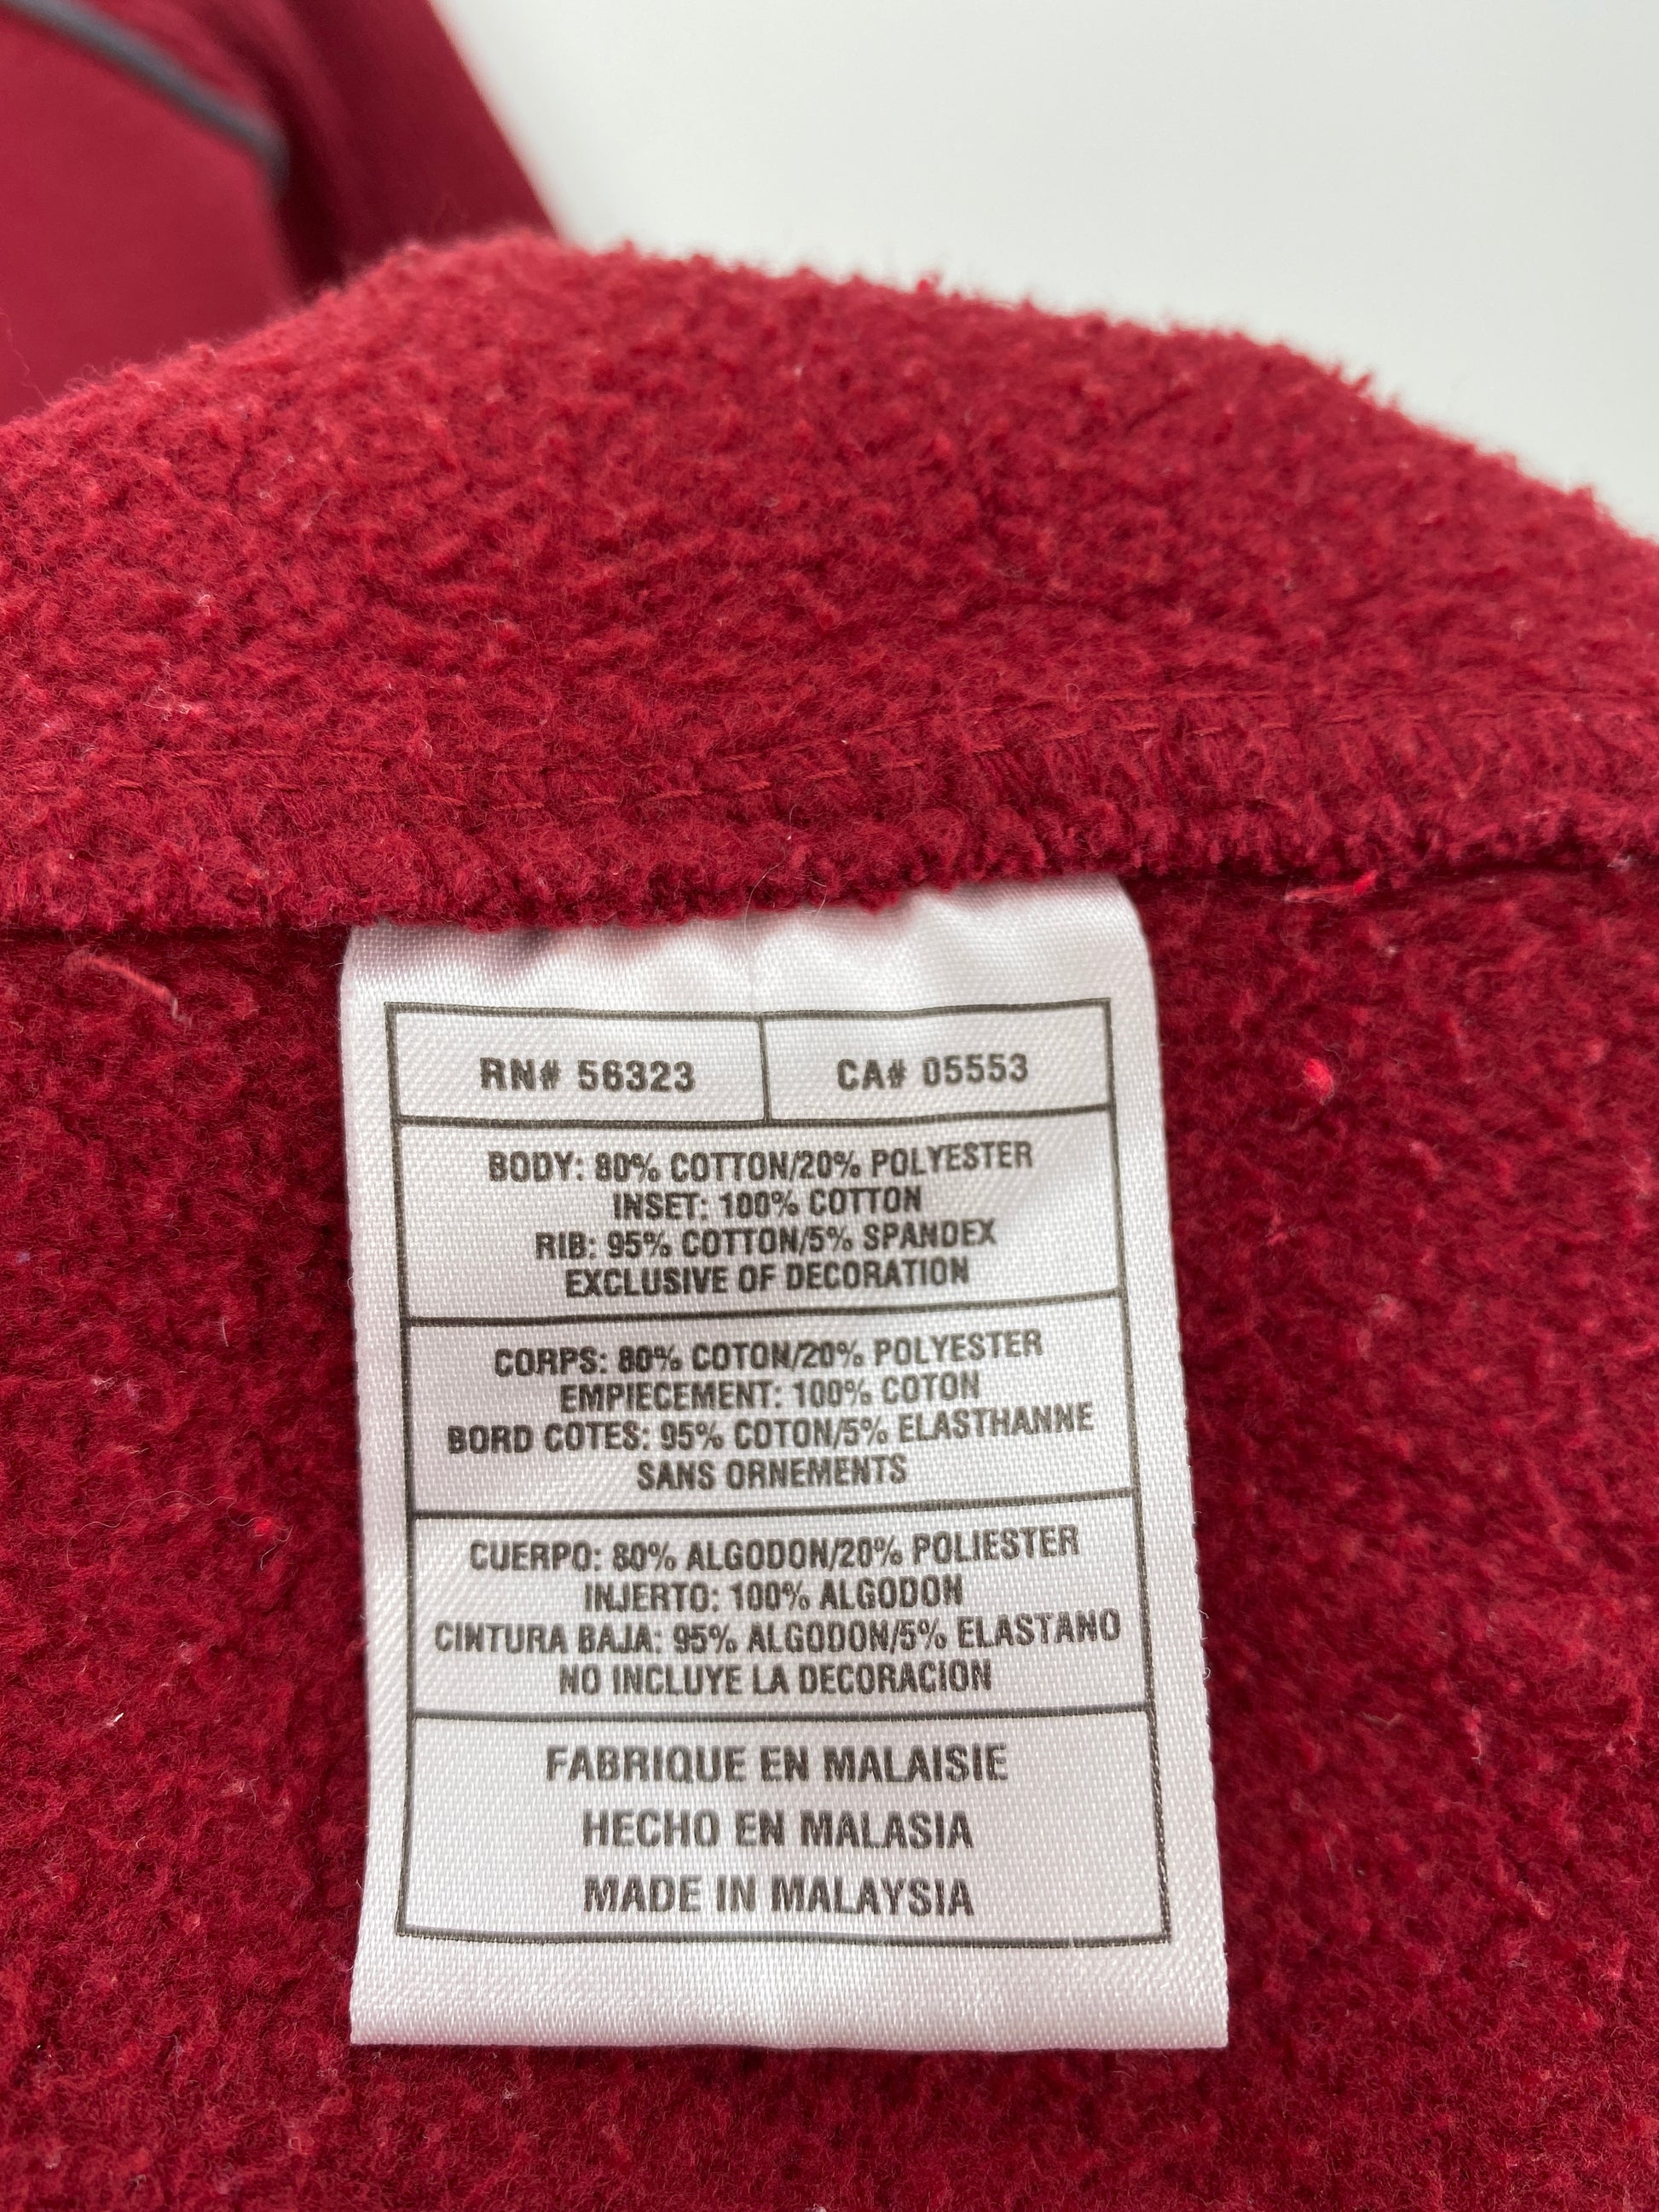 RN# 56323 CA# 05553
BODY: 80% COTTON/20% POLYESTER
INSET: 100% COTTON
RIB: 95% COTTON/5% SPANDEX
EXCLUSIVE OF DECORATION
CORPS: 80% COTON/20% POLYESTER
EMPIECEMENT: 100% COTON
BORD COTES: 95% COTON/5% ELASTHANNE
SANS ORNEMENTS
CUERPO: 80% ALGODON/20% POLIESTER
INJERTO: 100% ALGODON
CINTURA BAJA: 95% ALGODON/5% ELASTANO
NO INCLUYE LA DECORACION
FABRIQUE EN MALAISIE
HECHO EN MALASIA
MADE IN MALAYSIA